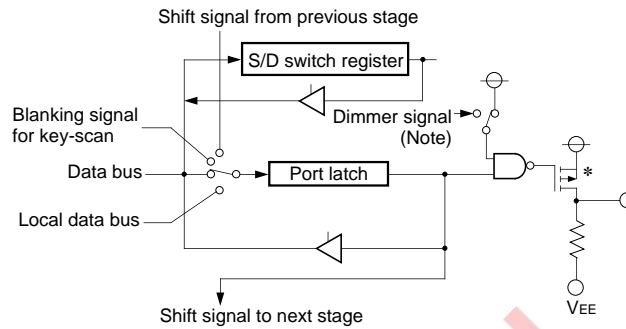 Shift signal from previous stage
S/D switch register
Blanking signal
for key-scan
Dimmer signal
(Note)
Data bus
Port latch
*
Local data bus
VEE
Shift signal to next stage